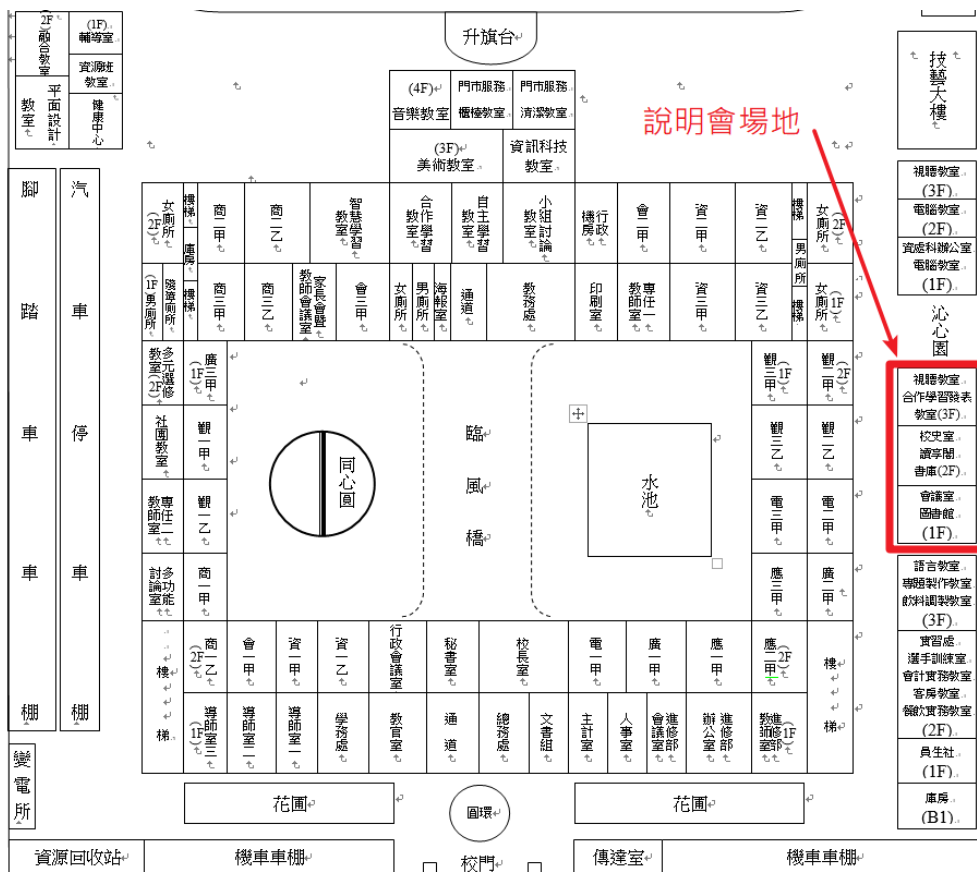 升旗台
(2F)
融合教室
(1F)
輔導室
資源班
教室
平面設計
教室
健康中心
(4F)
音樂教室
門市服務
櫃檯教室
門市服務
清潔教室
(3F)
美術教室
資訊科技
教室
說明會場地
技藝大樓
腳踏車車棚
汽車停車棚
女廁所
(2F)
樓梯
庫房
樓梯
商二甲
商二乙
智慧學習
教室
合作學習
教室
自主學習
教室
小組討論
教室
行政
機房
會二甲
資二甲
資二乙
樓梯
男廁所
樓梯
女廁所
(2F)
(1F)
男廁所
殘障廁所
商三甲
商三乙
家長會暨
教師會議室
會三甲
女廁所
男廁所
海報室
通道
教務處
印刷室
專任一
教師室
資三甲
資三乙
女廁所
(1F)
視聽教室
(3F)
電腦教室
(2F)
資處科辦公室
電腦教室
(1F)
沁心園
多元選修
教室(2F)
廣三甲
(1F)
社團教室
觀一甲
專任二
教師室
觀一乙
多功能
討論室
商一甲
同心圓
臨風橋
水池
觀三甲
(1F)
觀二甲
(2F)
觀三乙
觀二乙
電三甲
電二甲
應三甲
廣二甲
視聽教室
合作學習發表
教室(3F)
校史室
讀享閣
書庫(2F)
會議室
圖書館
(1F)
語言教室
專題製作教室
飲料調製教室
(3F)
實習處
選手訓練室
會計實務教室
客房教室
餐飲實務教室
(2F)
員生社
(1F)
庫房
(B1)
樓梯
商一乙
(2F)
會一甲
資一甲
資一乙
行政會議室
秘書室
校長室
電一甲
廣一甲
應一甲
應二甲
(2F)
樓梯
導師室三
(1F)
導師室二
導師室一
學務處
教官室
通道
總務處
文書組
主計室
人事室
進修部
會議室
進修部
辦公室
進修部
教師室
(1F)
變電所
花圃
圓環
花圃
資源回收站
機車車棚
校門
傳達室
機車車棚